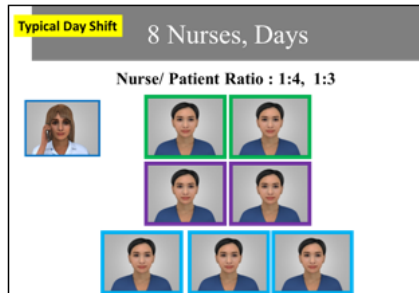 Typical Day Shift
8 Nurses, Days
Nurse/ Patient Ratio : 1:4, 1:3